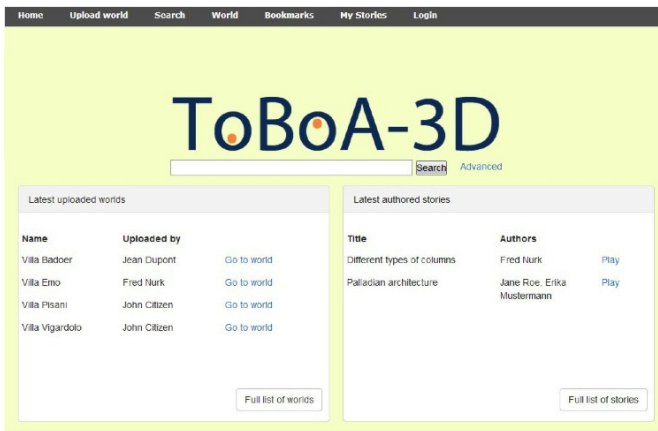 Home Upload world Search World Bookmarks My Stories Login
ToBoA-3D
Search Advanced
Latest uploaded worlds
Name Uploaded by
Villa Badoer Jean Dupont Go to world
Villa Emo Fred Nurk Go to world
Villa Pisani John Citizen Go to world
Villa Vigardolo John Citizen Go to world
Full list of worlds
Latest authored stories
Title Authors
Different types of columns Fred Nurk Play
Palladian architecture Jane Roe, Erika Play
Mustermann
Full list of stories